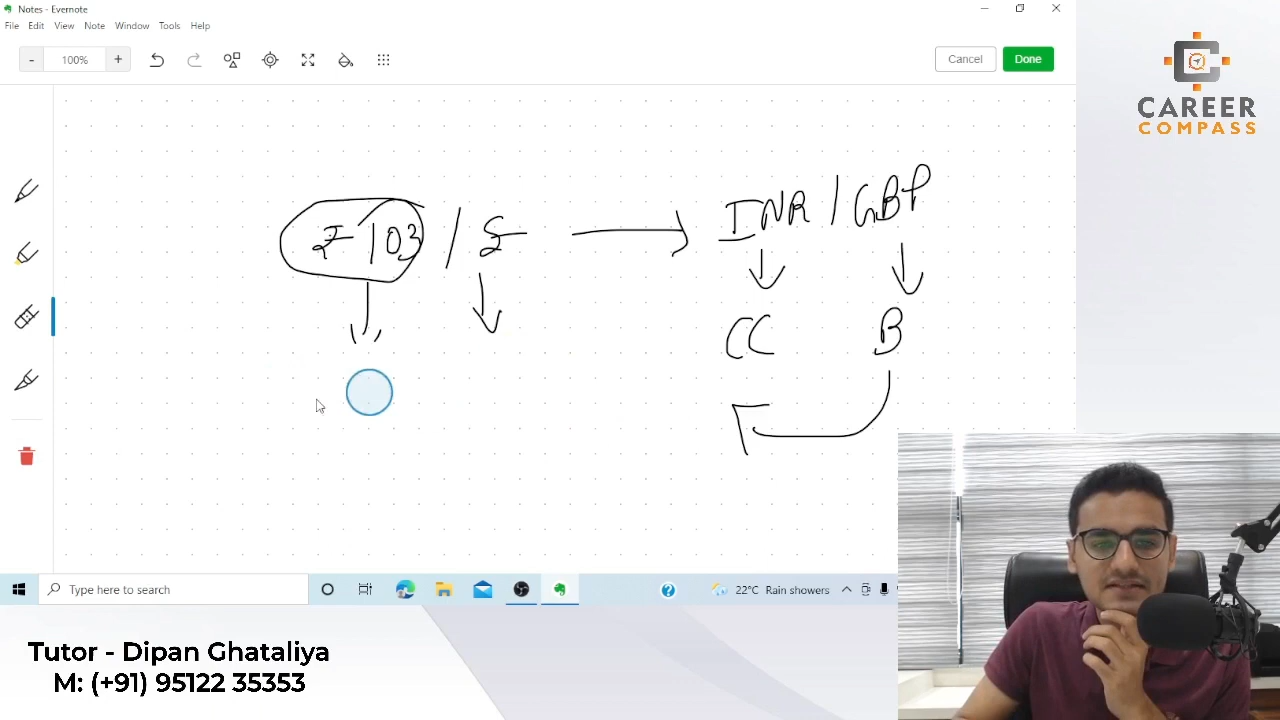 Notes - Evernote
File Edit View Note Window Tools Help
- 100% +
Cancel Done
CAREER
COMPASS
₹ 103 / £
INR / GBP
CC B
Type here to search
22°C Rain showers
Tutor - Dipan Gharaliya
M: (+91) 95122 35353